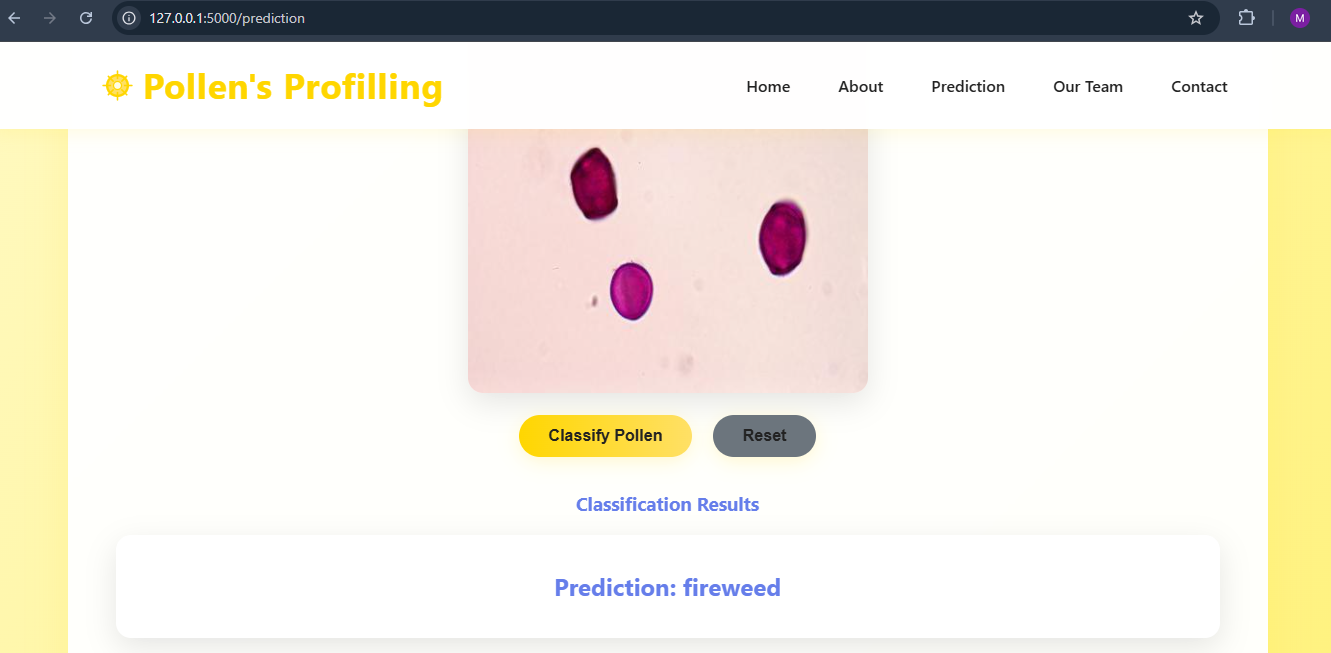 127.0.0.1:5000/prediction
M
Pollen's Profilling
Home About Prediction Our Team Contact
Classify Pollen Reset
Classification Results
Prediction: fireweed